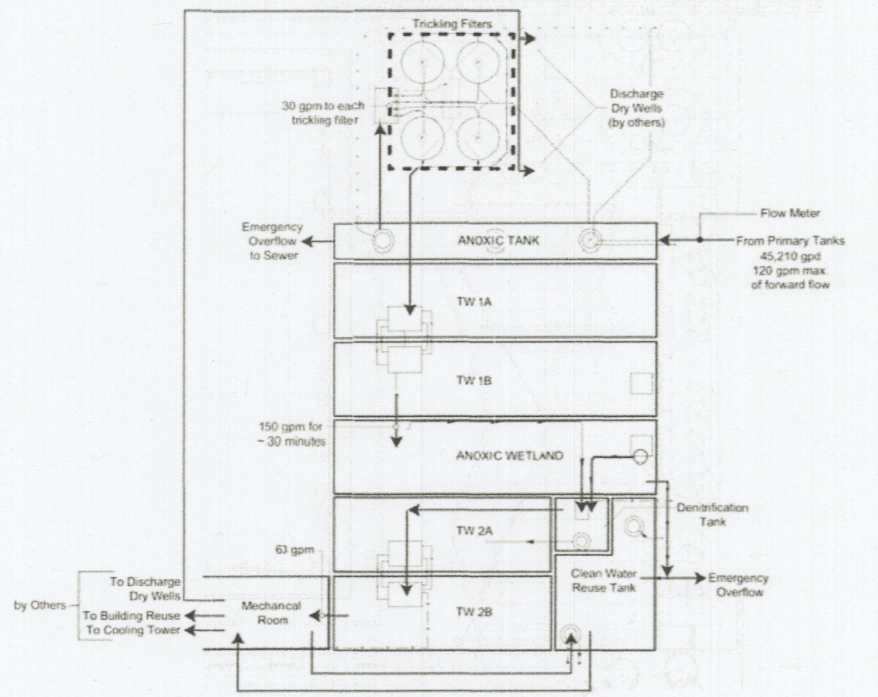 Trickling Filters
30 gpm to each
trickling filter
Discharge
Dry Wells
(by others)
Flow Meter
Emergency
Overflow
to Sewer
ANOXIC TANK
From Primary Tanks
45,210 gpd
120 gpm max.
of forward flow
TW 1A
TW 1B
150 gpm for
~ 30 minutes
ANOXIC WETLAND
Denitrification
Tank
TW 2A
63 gpm
Clean Water
Reuse Tank
Emergency
Overflow
To Discharge
Dry Wells
by Others
To Building Reuse
To Cooling Tower
Mechancal
Room
TW 2B